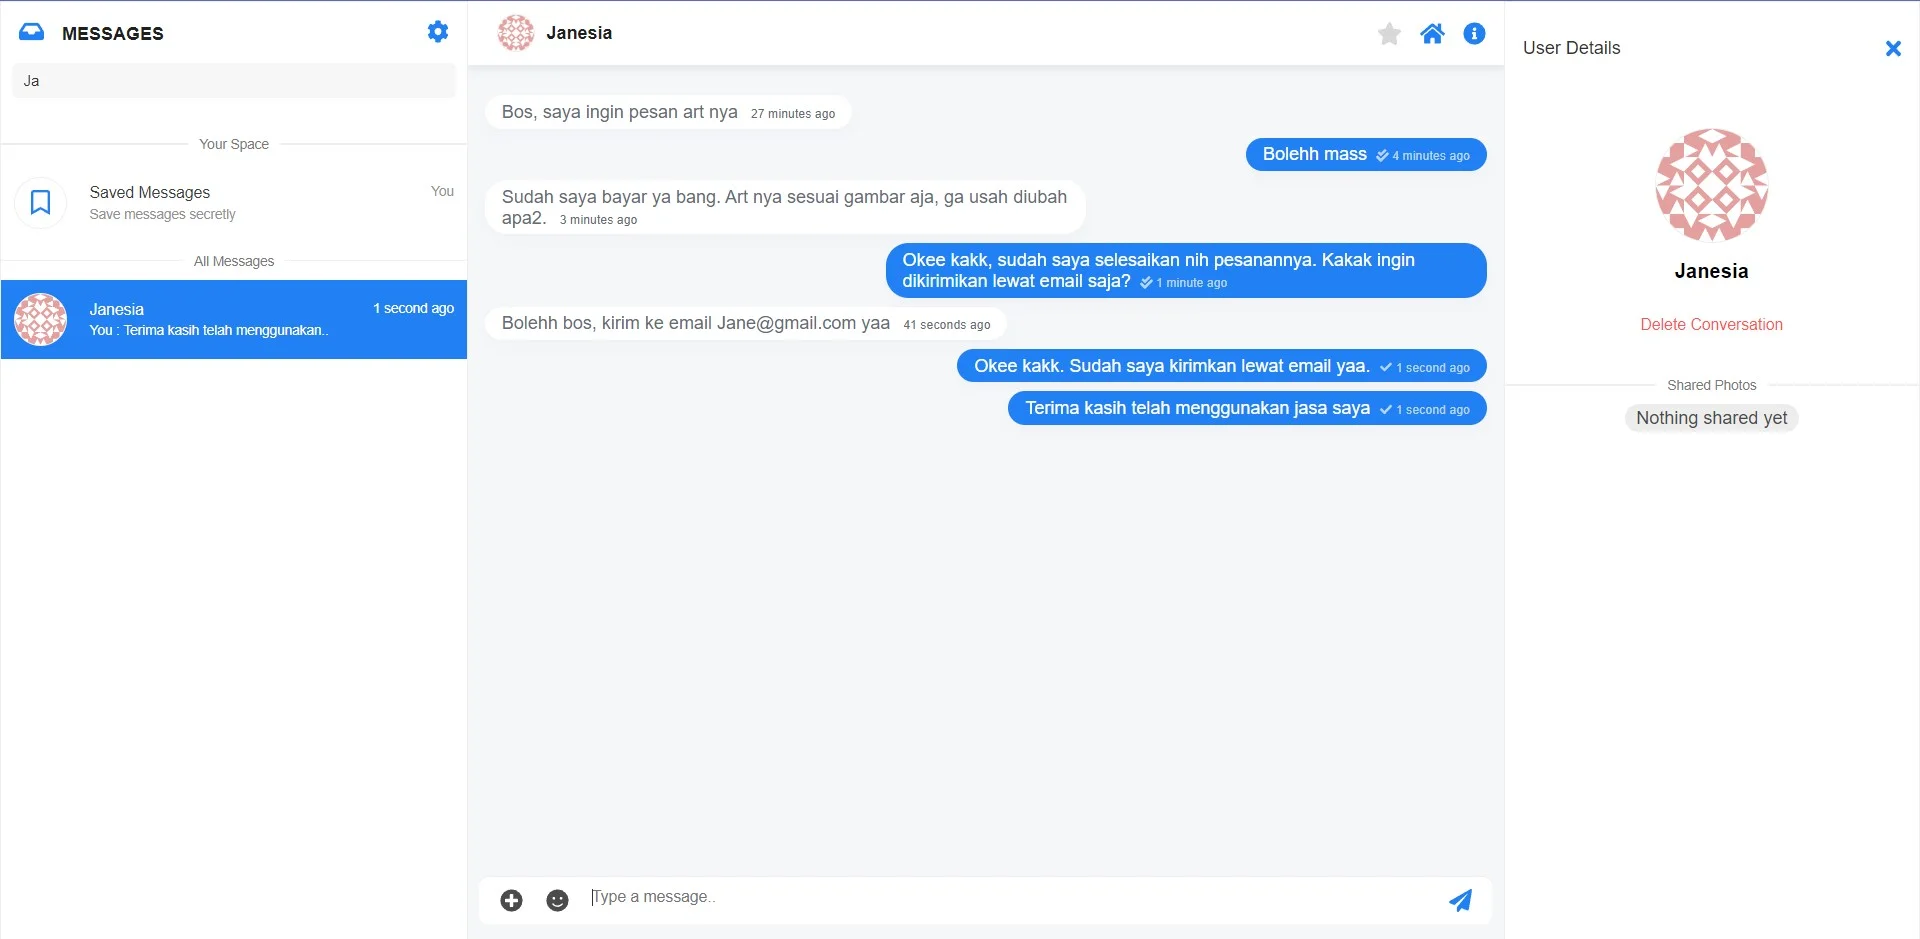 MESSAGES
Ja
Your Space
Saved Messages
You
Save messages secretly
All Messages
Janesia
1 second ago
You : Terima kasih telah menggunakan..
Janesia
Bos, saya ingin pesan art nya 27 minutes ago
Bolehh mass 4 minutes ago
Sudah saya bayar ya bang. Art nya sesuai gambar aja, ga usah diubah
apa2. 3 minutes ago
Okee kakk, sudah saya selesaikan nih pesanannya. Kakak ingin
dikirimikan lewat email saja? 1 minute ago
Bolehh bos, kirim ke email Jane@gmail.com yaa 41 seconds ago
Okee kakk. Sudah saya kirimkan lewat email yaa. 1 second ago
Terima kasih telah menggunakan jasa saya 1 second ago
Type a message..
User Details
Janesia
Delete Conversation
Shared Photos
Nothing shared yet